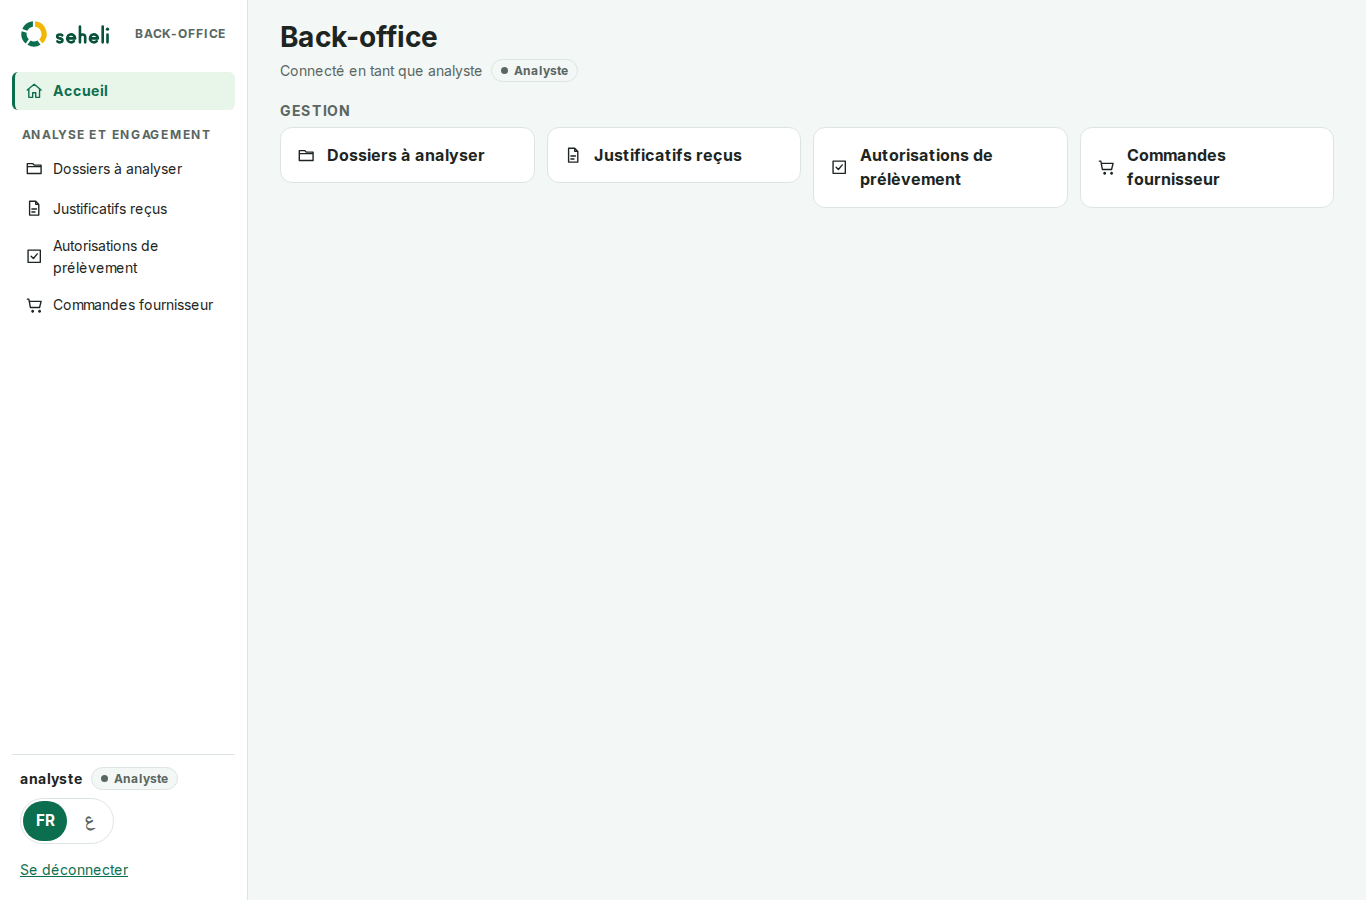 seheli BACK-OFFICE
Accueil
ANALYSE ET ENGAGEMENT
Dossiers à analyser
Justificatifs reçus
Autorisations de
prélèvement
Commandes fournisseur
analyste Analyste
FR ع
Se déconnecter
Back-office
Connecté en tant que analyste Analyste
GESTION
Dossiers à analyser
Justificatifs reçus
Autorisations de
prélèvement
Commandes
fournisseur